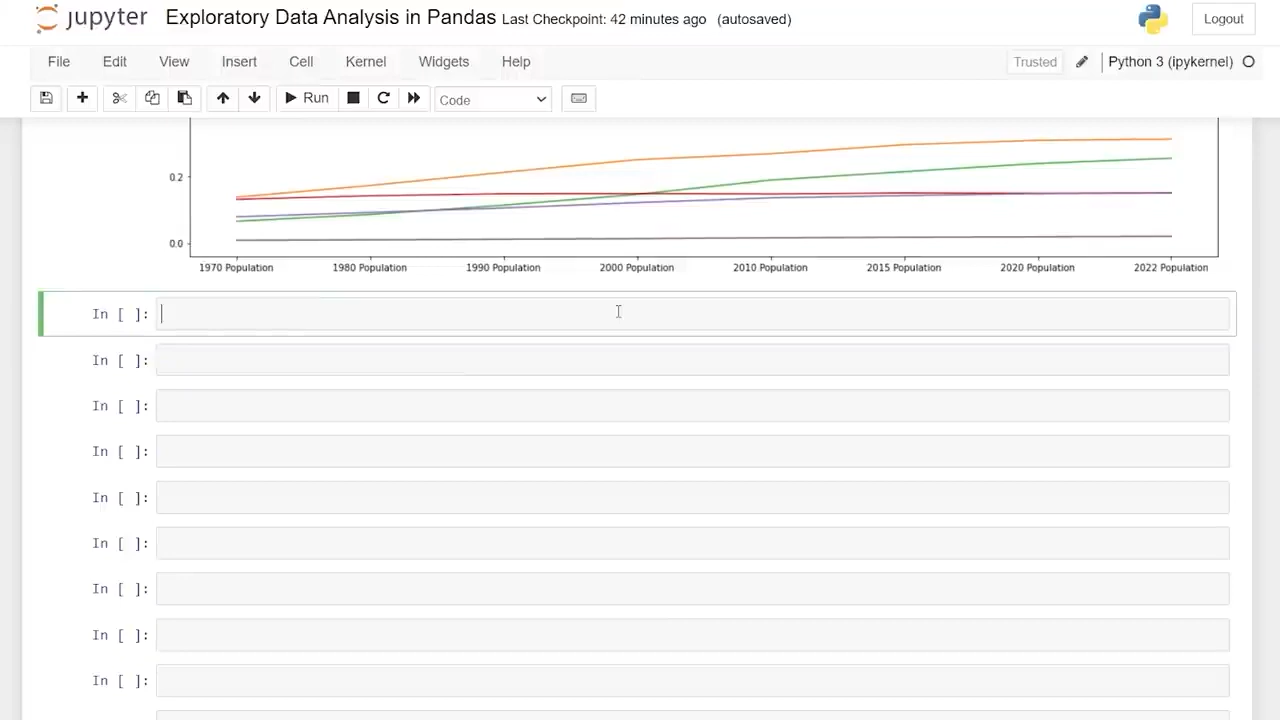 jupyter Exploratory Data Analysis in Pandas Last Checkpoint: 42 minutes ago (autosaved) Logout
File Edit View Insert Cell Kernel Widgets Help Trusted Python 3 (ipykernel)
Run Code
0.2
0.0
1970 Population 1980 Population 1990 Population 2000 Population 2010 Population 2015 Population 2020 Population 2022 Population
In [ ]:
In [ ]:
In [ ]:
In [ ]:
In [ ]:
In [ ]:
In [ ]:
In [ ]:
In [ ]: